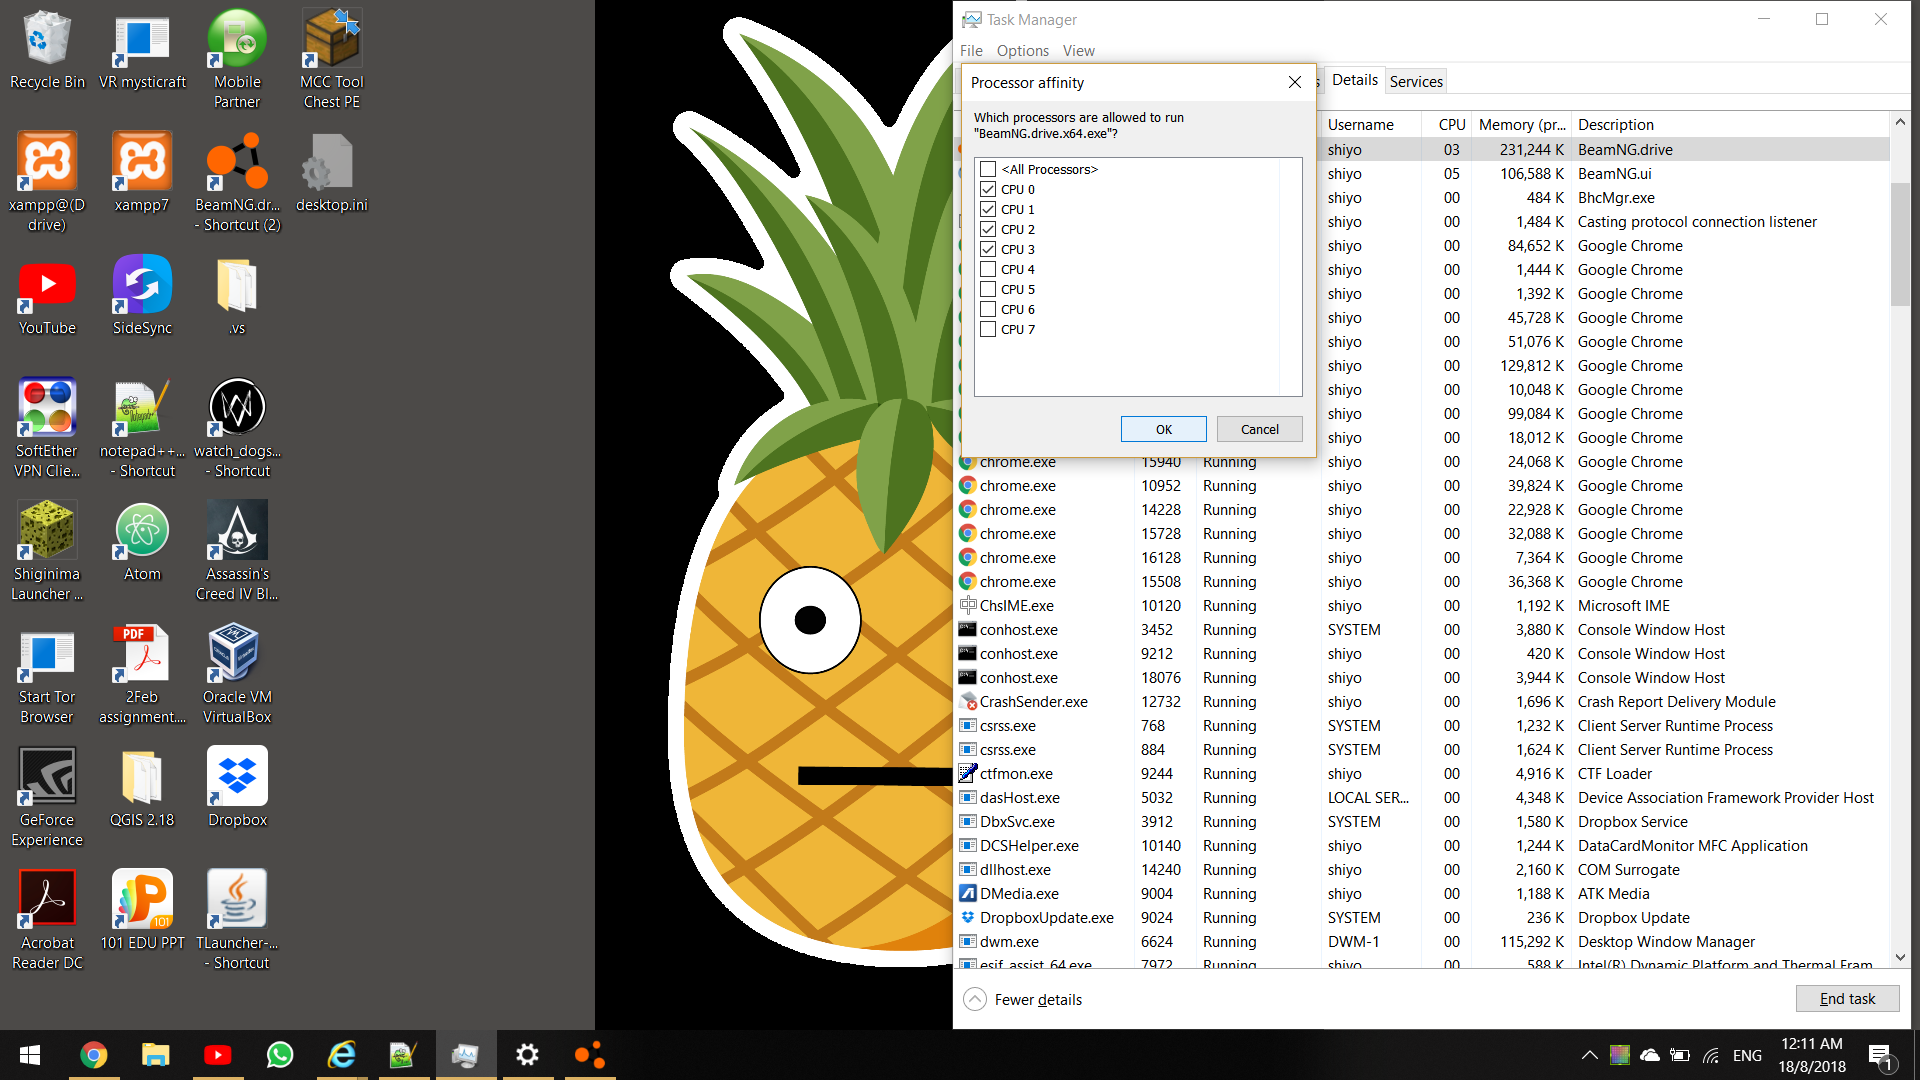 Recycle Bin
VR mysticraft
Mobile
Partner
MCC Tool
Chest PE
xampp@(D
drive)
xampp7
BeamNG.dr...
- Shortcut (2)
desktop.ini
YouTube
SideSync
.vs
SoftEther
VPN Clie...
notepad++...
- Shortcut
watch_dogs...
- Shortcut
Shiginima
Launcher ...
Atom
Assassin's
Creed IV Bl...
Start Tor
Browser
PDF
2Feb
assignment....
Oracle VM
VirtualBox
GeForce
Experience
QGIS 2.18
Dropbox
Acrobat
Reader DC
101
101 EDU PPT
TLauncher-...
- Shortcut
Task Manager
File Options View
s Details Services
Processor affinity
Which processors are allowed to run
"BeamNG.drive.x64.exe"?
<All Processors>
CPU 0
CPU 1
CPU 2
CPU 3
CPU 4
CPU 5
CPU 6
CPU 7
OK Cancel
Username CPU Memory (pr... Description
shiyo 03 231,244 K BeamNG.drive
shiyo 05 106,588 K BeamNG.ui
shiyo 00 484 K BhcMgr.exe
shiyo 00 1,484 K Casting protocol connection listener
shiyo 00 84,652 K Google Chrome
shiyo 00 1,444 K Google Chrome
shiyo 00 1,392 K Google Chrome
shiyo 00 45,728 K Google Chrome
shiyo 00 51,076 K Google Chrome
shiyo 00 129,812 K Google Chrome
shiyo 00 10,048 K Google Chrome
shiyo 00 99,084 K Google Chrome
shiyo 00 18,012 K Google Chrome
chrome.exe 15940 Running shiyo 00 24,068 K Google Chrome
chrome.exe 10952 Running shiyo 00 39,824 K Google Chrome
chrome.exe 14228 Running shiyo 00 22,928 K Google Chrome
chrome.exe 15728 Running shiyo 00 32,088 K Google Chrome
chrome.exe 16128 Running shiyo 00 7,364 K Google Chrome
chrome.exe 15508 Running shiyo 00 36,368 K Google Chrome
ChsIME.exe 10120 Running shiyo 00 1,192 K Microsoft IME
conhost.exe 3452 Running SYSTEM 00 3,880 K Console Window Host
conhost.exe 9212 Running shiyo 00 420 K Console Window Host
conhost.exe 18076 Running shiyo 00 3,944 K Console Window Host
CrashSender.exe 12732 Running shiyo 00 1,696 K Crash Report Delivery Module
csrss.exe 768 Running SYSTEM 00 1,232 K Client Server Runtime Process
csrss.exe 884 Running SYSTEM 00 1,624 K Client Server Runtime Process
ctfmon.exe 9244 Running shiyo 00 4,916 K CTF Loader
dasHost.exe 5032 Running LOCAL SER... 00 4,348 K Device Association Framework Provider Host
DbxSvc.exe 3912 Running SYSTEM 00 1,580 K Dropbox Service
DCSHelper.exe 10140 Running shiyo 00 1,244 K DataCardMonitor MFC Application
dllhost.exe 14240 Running shiyo 00 2,160 K COM Surrogate
DMedia.exe 9004 Running shiyo 00 1,188 K ATK Media
DropboxUpdate.exe 9024 Running SYSTEM 00 236 K Dropbox Update
dwm.exe 6624 Running DWM-1 00 115,292 K Desktop Window Manager
esif_assist_64.exe 7972 Running shiyo 00 588 K Intel(R) Dynamic Platform and Thermal Fram
Fewer details
End task
ENG
12:11 AM
18/8/2018
1